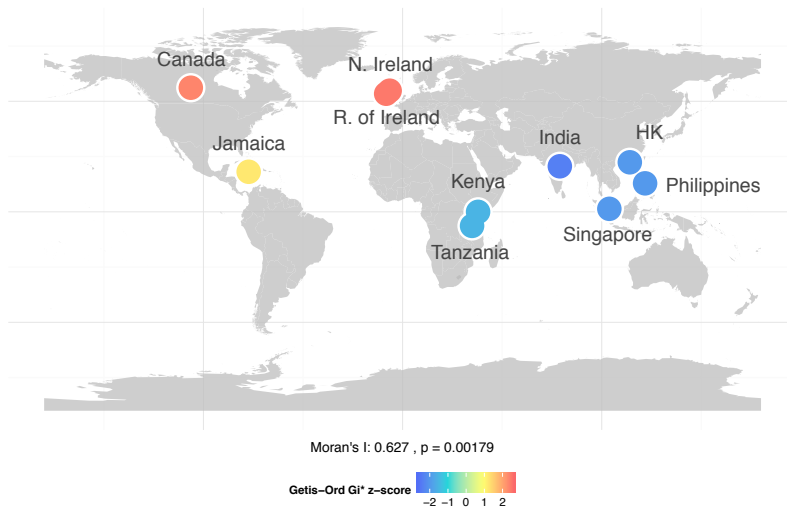 Canada
N. Ireland
R. of Ireland
HK
India
Jamaica
Kenya
Philippines
Singapore
Tanzania
Moran's I: 0.627 , p = 0.00179
Getis−Ord Gi* z−score
−2 −1 0 1 2